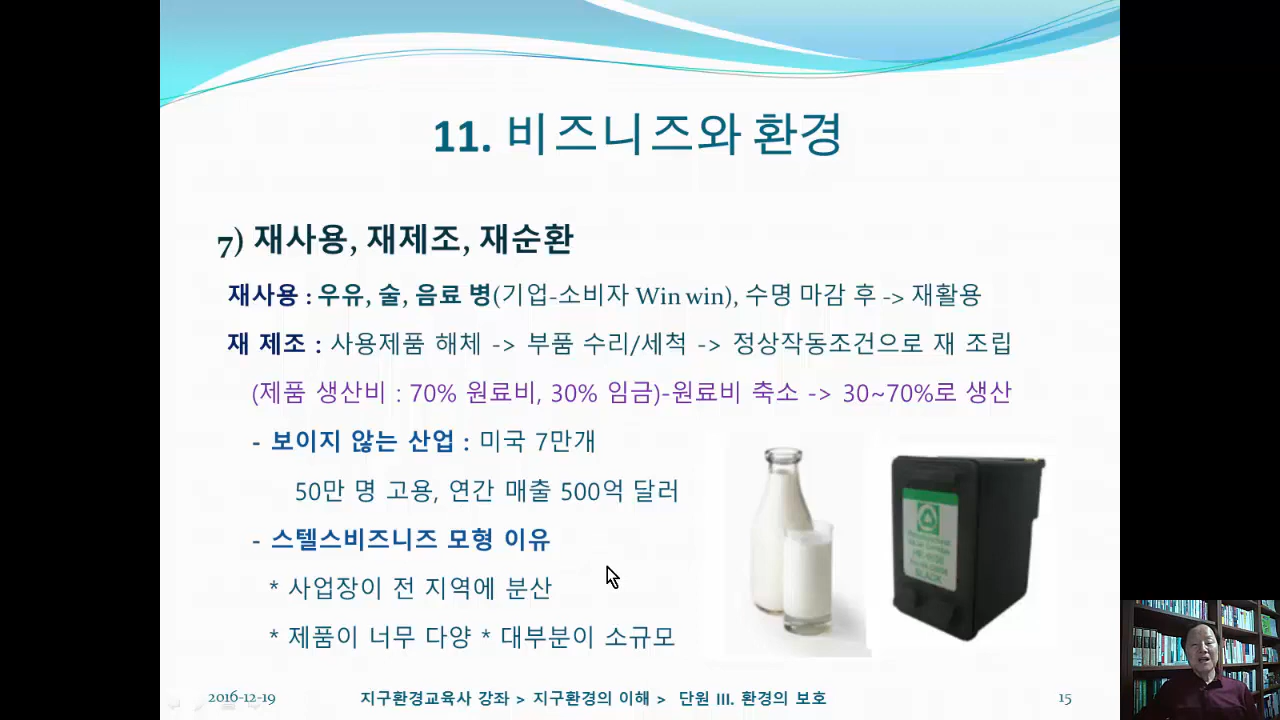 11. 비즈니즈와 환경
7) 재사용, 재제조, 재순환
재사용 : 우유, 술, 음료 병(기업-소비자 Win win), 수명 마감 후 -> 재활용
재 제조 : 사용제품 해체 -> 부품 수리/세척 -> 정상작동조건으로 재 조립
(제품 생산비 : 70% 원료비, 30% 임금)-원료비 축소 -> 30~70%로 생산
- 보이지 않는 산업 : 미국 7만개
50만 명 고용, 연간 매출 500억 달러
- 스텔스비즈니즈 모형 이유
* 사업장이 전 지역에 분산
* 제품이 너무 다양 * 대부분이 소규모
BLACK
2016-12-19 지구환경교육사 강좌 > 지구환경의 이해 > 단원 III. 환경의 보호 15